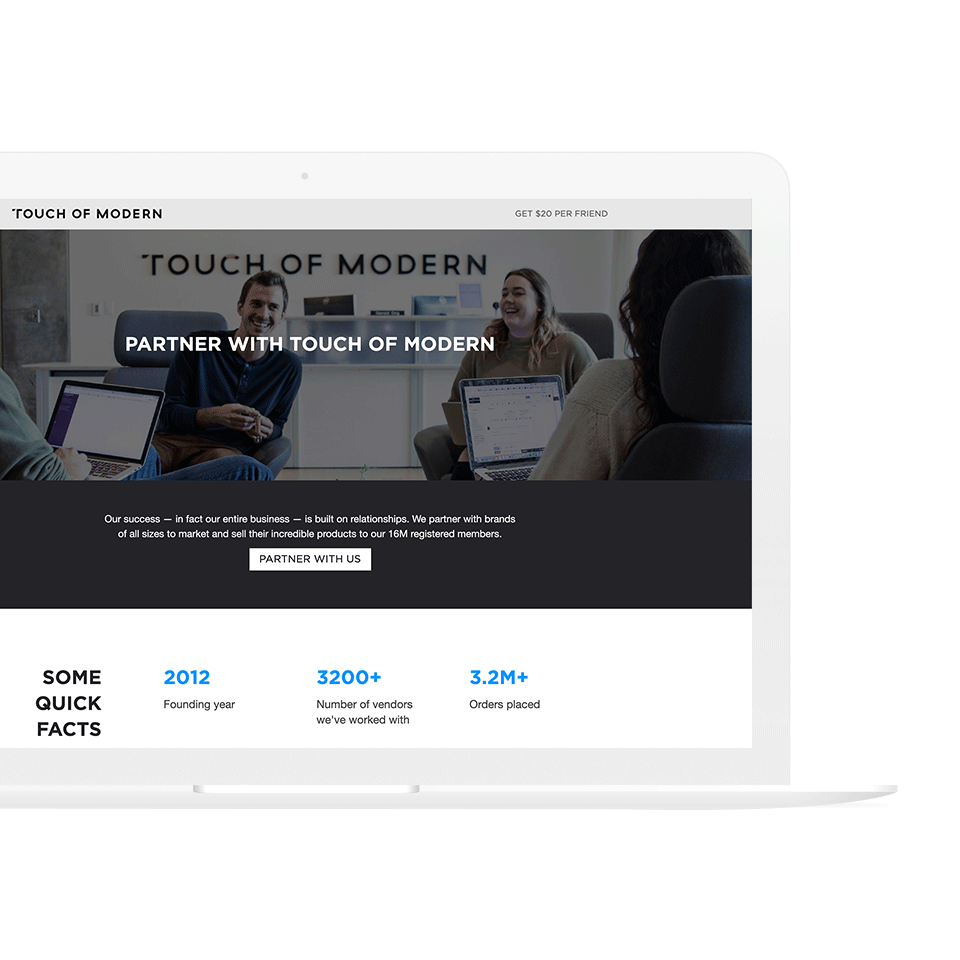 TOUCH OF MODERN
GET $20 PER FRIEND
TOUCH OF MODERN
PARTNER WITH TOUCH OF MODERN
Our success — in fact our entire business — is built on relationships. We partner with brands
of all sizes to market and sell their incredible products to our 16M registered members.
PARTNER WITH US
SOME
QUICK
FACTS
2012
Founding year
3200+
Number of vendors
we've worked with
3.2M+
Orders placed